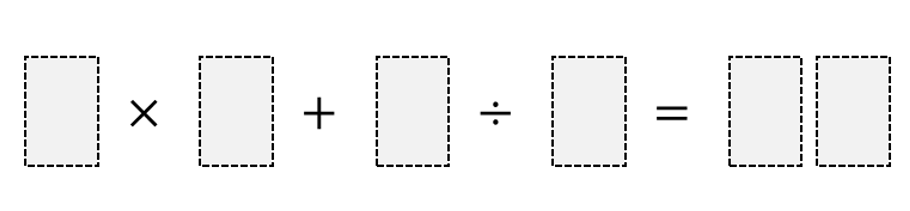 × + ÷ =